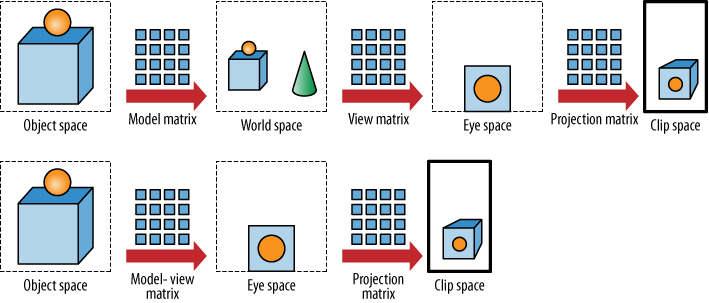 Object space
Model matrix
World space
View matrix
Eye space
Projection matrix
Clip space
Object space
Model- view
matrix
Eye space
Projection
matrix
Clip space